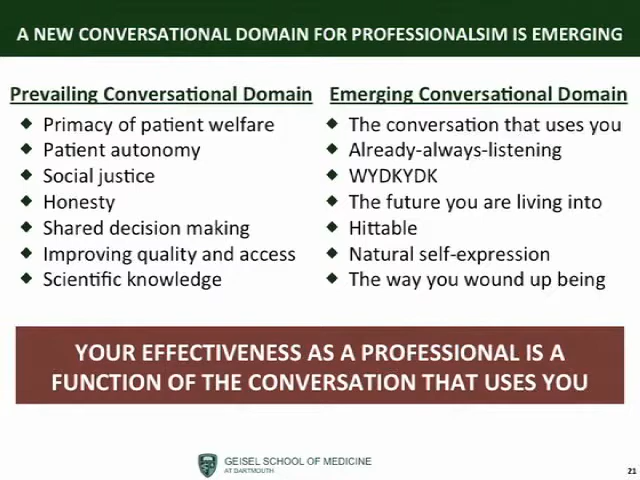 A NEW CONVERSATIONAL DOMAIN FOR PROFESSIONALSIM IS EMERGING
Prevailing Conversational Domain
Primacy of patient welfare
Patient autonomy
Social justice
Honesty
Shared decision making
Improving quality and access
Scientific knowledge
Emerging Conversational Domain
The conversation that uses you
Already-always-listening
WYDKYDK
The future you are living into
Hittable
Natural self-expression
The way you wound up being
YOUR EFFECTIVENESS AS A PROFESSIONAL IS A
FUNCTION OF THE CONVERSATION THAT USES YOU
GEISEL SCHOOL OF MEDICINE
AT DARTMOUTH
21